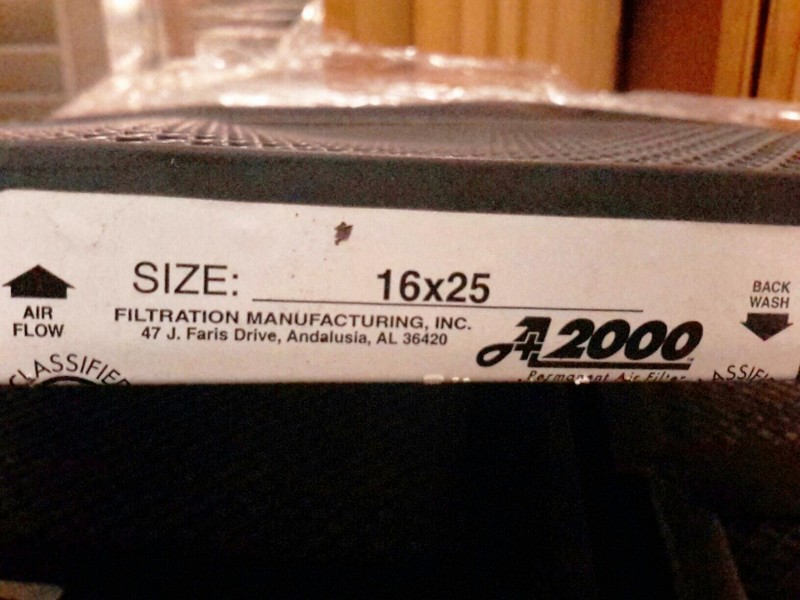 SIZE: 16x25
AIR
FLOW
FILTRATION MANUFACTURING, INC.
47 J. Faris Drive, Andalusia, AL 36420
A+2000
Permanent Air Filter
BACK
WASH
CLASSIFIED
ASSIFI